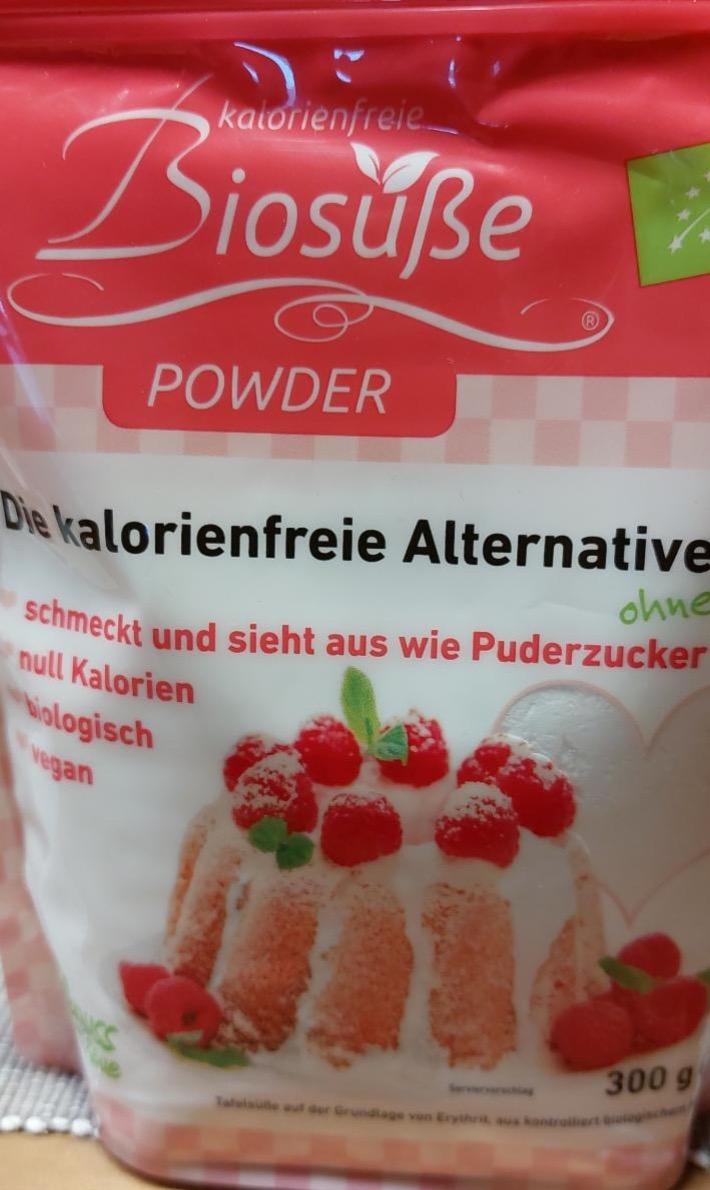 kalorienfreie
Biosüße
®
POWDER
Die kalorienfreie Alternative
ohne
schmeckt und sieht aus wie Puderzucker
null Kalorien
biologisch
vegan
Serviervorschlag
300 g
Tafelsüße auf der Grundlage von Erythrit, aus kontrolliert biologischem